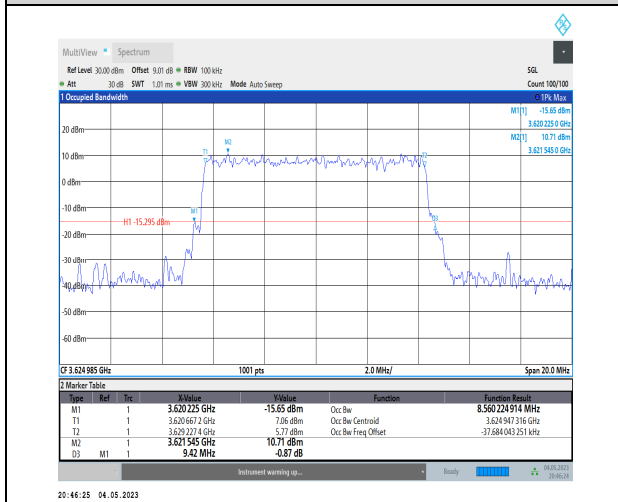 MultiView Spectrum
Ref Level 30.00 dBm Offset 9.01 dB RBW 100 kHz SGL
Att 30 dB SWT 1.01 ms VBW 300 kHz Mode Auto Sweep Count 100/100
1 Occupied Bandwidth 1Pk Max
M1[1] -15.65 dBm
3.620 225 0 GHz
M2[1] 10.71 dBm
3.621 545 0 GHz
20 dBm
M2
T1 T2
10 dBm
0 dBm
-10 dBm
M1
D3
H1 -15.295 dBm
-20 dBm
-30 dBm
-40 dBm
-50 dBm
-60 dBm
CF 3.624 985 GHz 1001 pts 2.0 MHz/ Span 20.0 MHz
2 Marker Table
Type Ref Trc X-Value Y-Value Function Function Result
M1 1 3.620 225 GHz -15.65 dBm Occ Bw 8.560 224 914 MHz
T1 1 3.620 667 2 GHz 7.06 dBm Occ Bw Centroid 3.624 947 316 GHz
T2 1 3.629 227 4 GHz 5.77 dBm Occ Bw Freq Offset -37.684 043 251 kHz
M2 1 3.621 545 GHz 10.71 dBm
D3 M1 1 9.42 MHz -0.87 dB
Instrument warming up... Ready 04.05.2023
20:46:24
20:46:25 04.05.2023